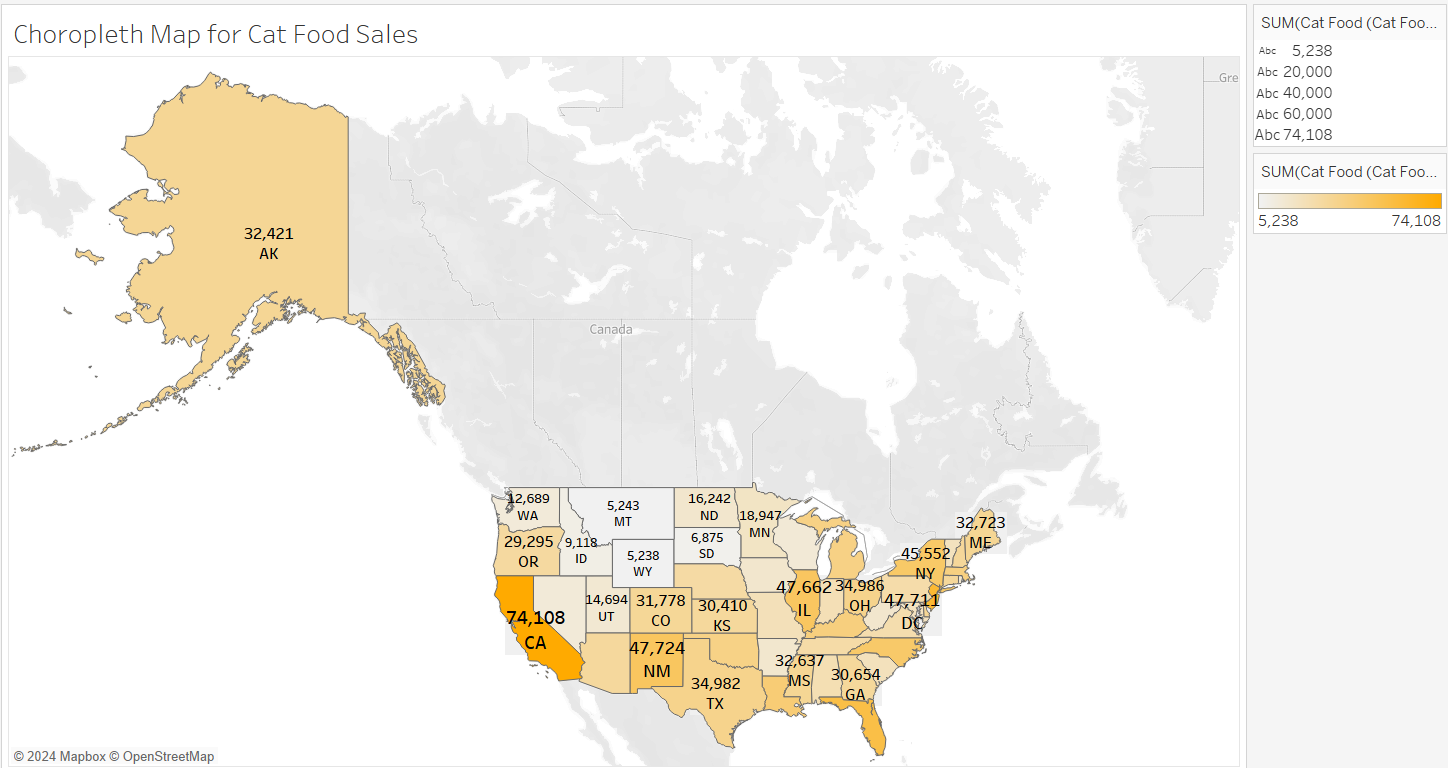 Choropleth Map for Cat Food Sales
SUM(Cat Food (Cat Foo...
Abc 5,238
Abc 20,000
Abc 40,000
Abc 60,000
Abc 74,108
SUM(Cat Food (Cat Foo...
5,238 74,108
Gre
32,421
AK
Canada
12,689
WA
5,243
MT
16,242
ND
18,947
MN
32,723
ME
29,295
OR
9,118
ID
5,238
WY
6,875
SD
45,552
NY
74,108
CA
14,694
UT
31,778
CO
30,410
KS
47,662
IL
34,986
OH
47,711
DC
47,724
NM
34,982
TX
32,637
MS
30,654
GA
© 2024 Mapbox © OpenStreetMap